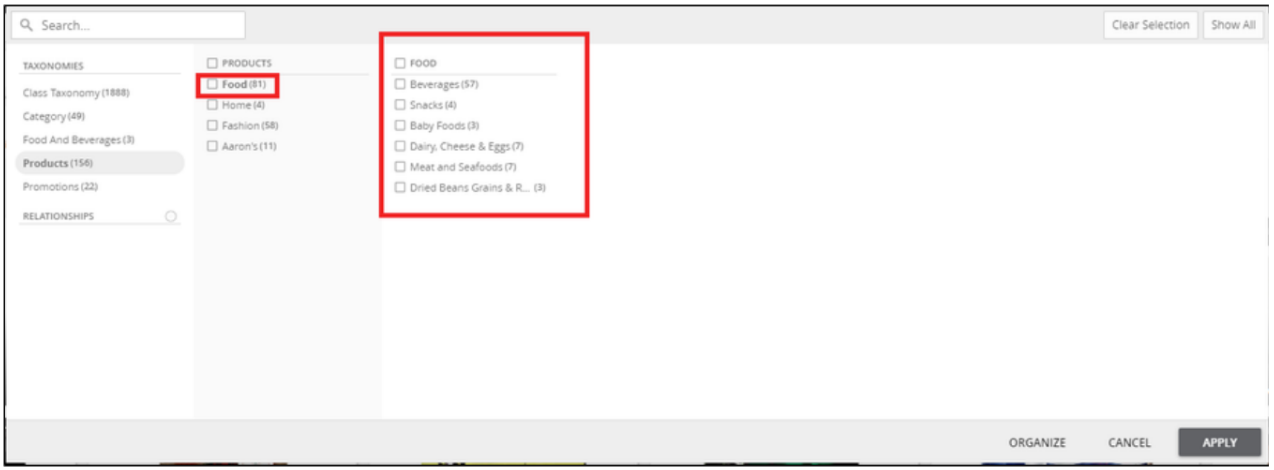 Search...
Clear Selection
Show All
TAXONOMIES
Class Taxonomy (1888)
Category (49)
Food And Beverages (3)
Products (156)
Promotions (22)
RELATIONSHIPS
PRODUCTS
Food (81)
Home (4)
Fashion (58)
Aaron's (11)
FOOD
Beverages (57)
Snacks (4)
Baby Foods (3)
Dairy, Cheese & Eggs (7)
Meat and Seafoods (7)
Dried Beans Grains & R... (3)
ORGANIZE
CANCEL
APPLY